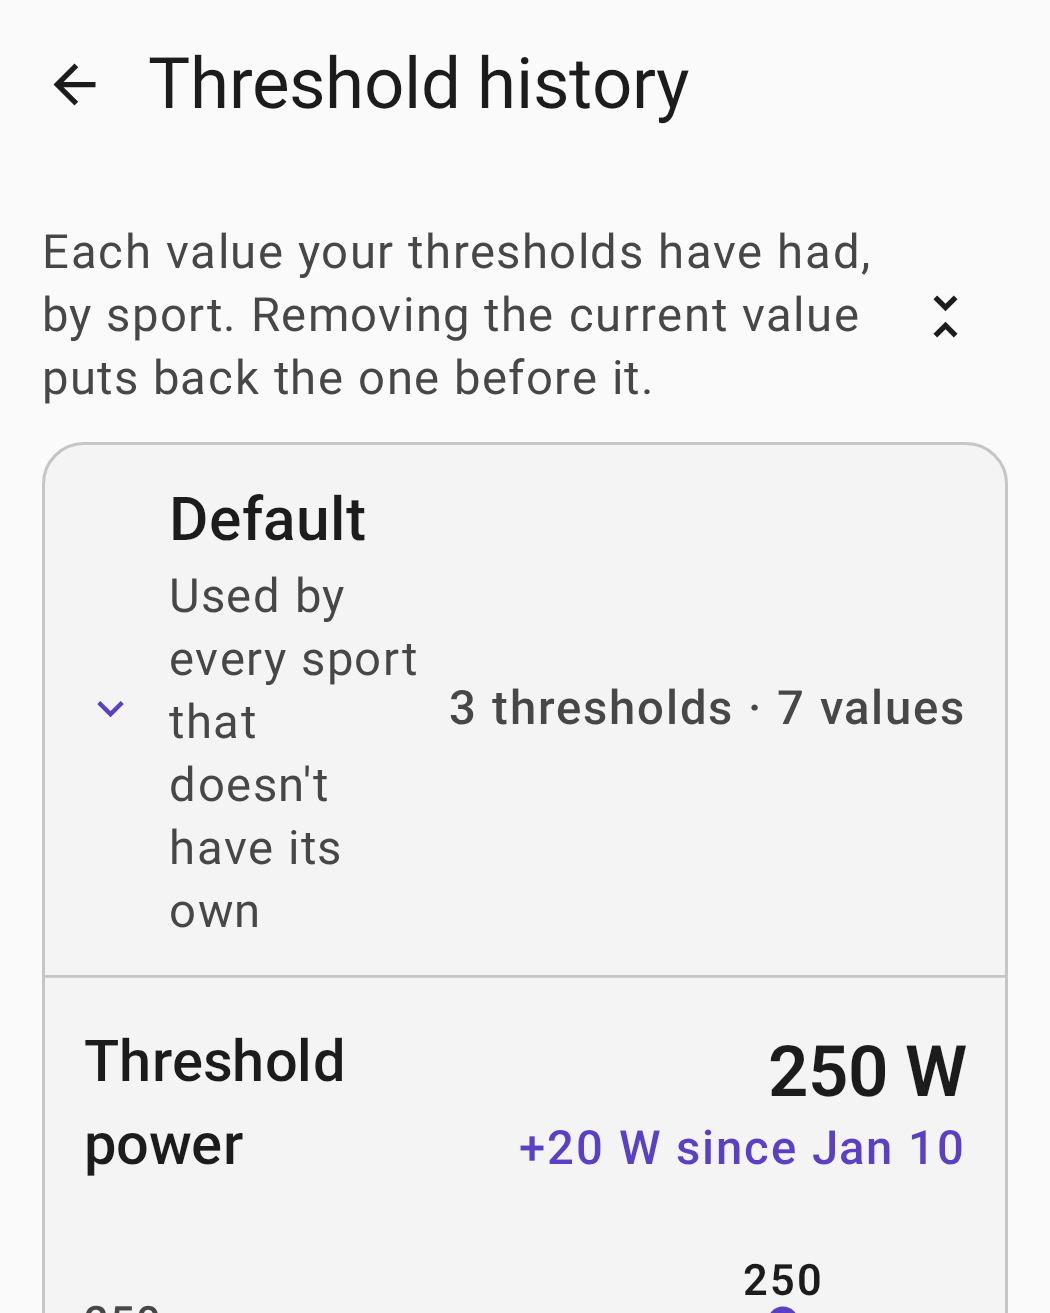 Threshold history
Each value your thresholds have had,
by sport. Removing the current value
puts back the one before it.
Default
Used by
every sport
that
doesn't
have its
own
3 thresholds · 7 values
Threshold
power
250 W
+20 W since Jan 10
250